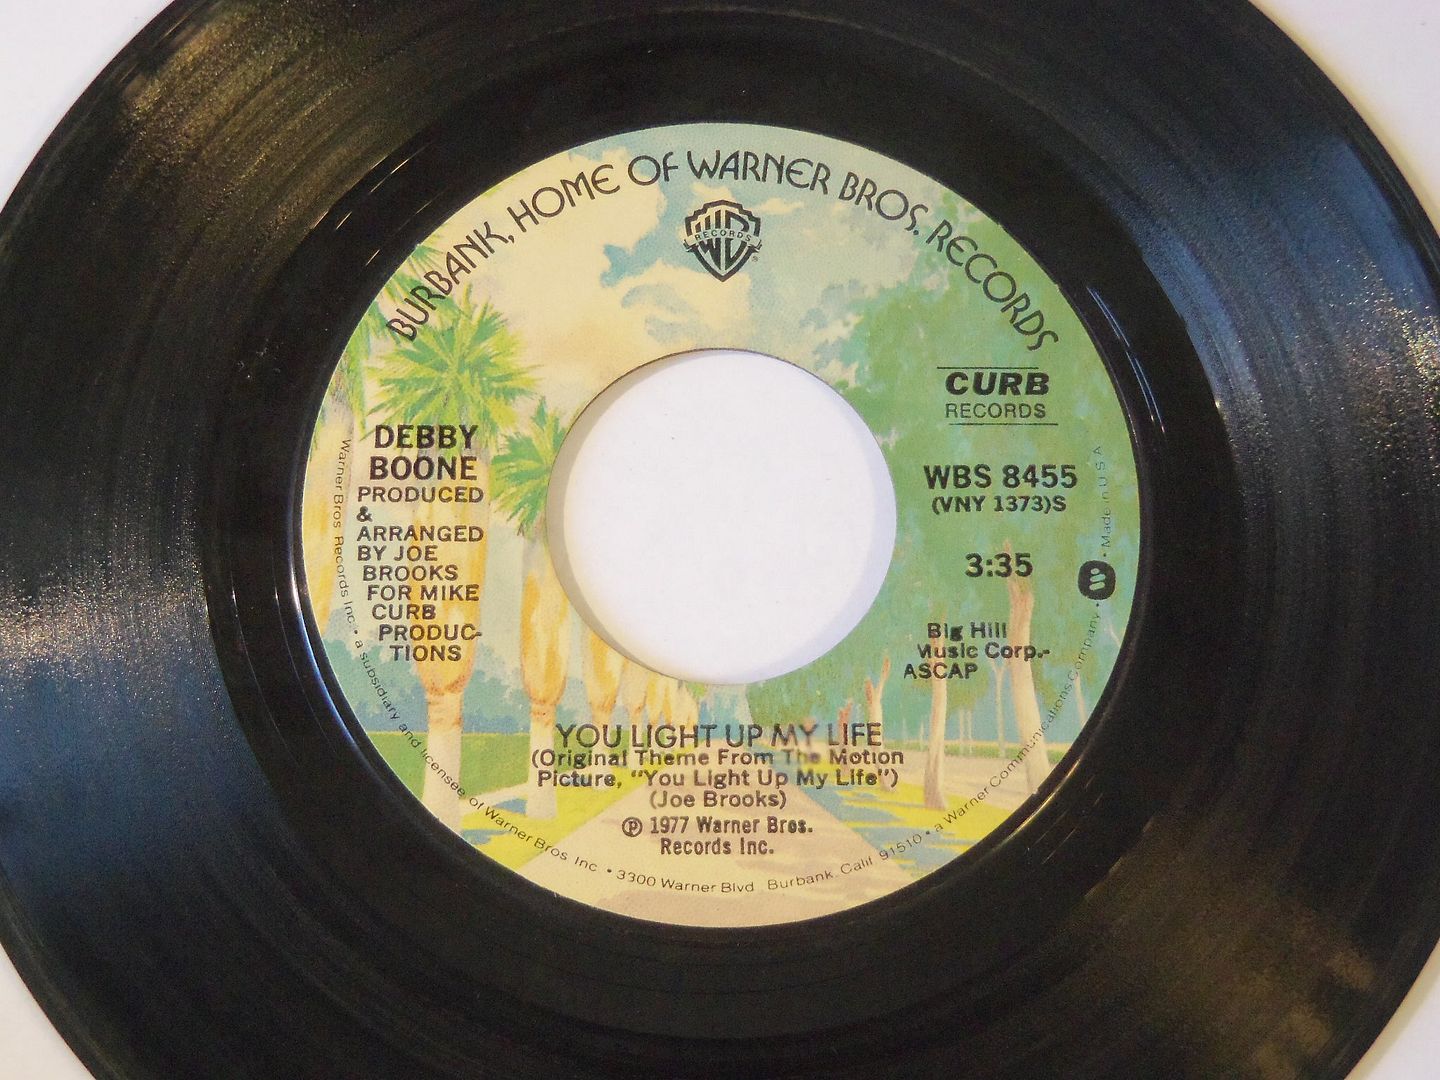 BURBANK, HOME OF WARNER BROS. RECORDS
WB
RECORDS
®
CURB
RECORDS
DEBBY
BOONE
PRODUCED
&
ARRANGED
BY JOE
BROOKS
FOR MIKE
CURB
PRODUC-
TIONS
WBS 8455
(VNY 1373)S
3:35
Big Hill
Music Corp.-
ASCAP
YOU LIGHT UP MY LIFE
(Original Theme From The Motion
Picture, "You Light Up My Life")
(Joe Brooks)
℗ 1977 Warner Bros.
Records Inc.
Warner Bros. Records Inc. • a subsidiary and licensee of Warner Bros. Inc. • 3300 Warner Blvd. Burbank, Calif. 91510 • a Warner Communications Company • Made in U S A